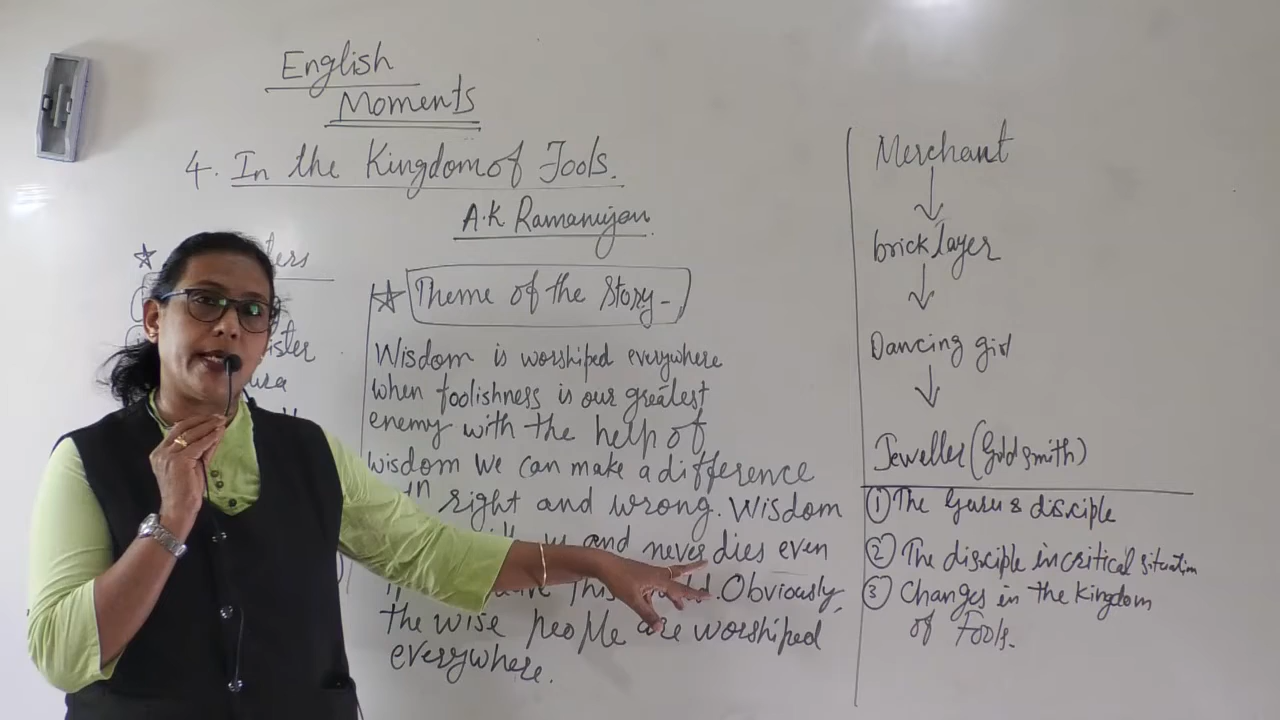 English
Moments
4. In the Kingdom of Fools.
A.K Ramanujan.
Theme of the Story-
Wisdom is worshiped everywhere
when foolishness is our greatest
enemy with the help of
wisdom we can make a difference
right and wrong. Wisdom
and never dies even
this Obviously,
the wise people are worshiped
everywhere.
Merchant
bricklayer
Dancing girl
Jeweller (Goldsmith)
① The Guru & disciple
② The disciple in critical situation
③ Changes in the Kingdom
of Fools.